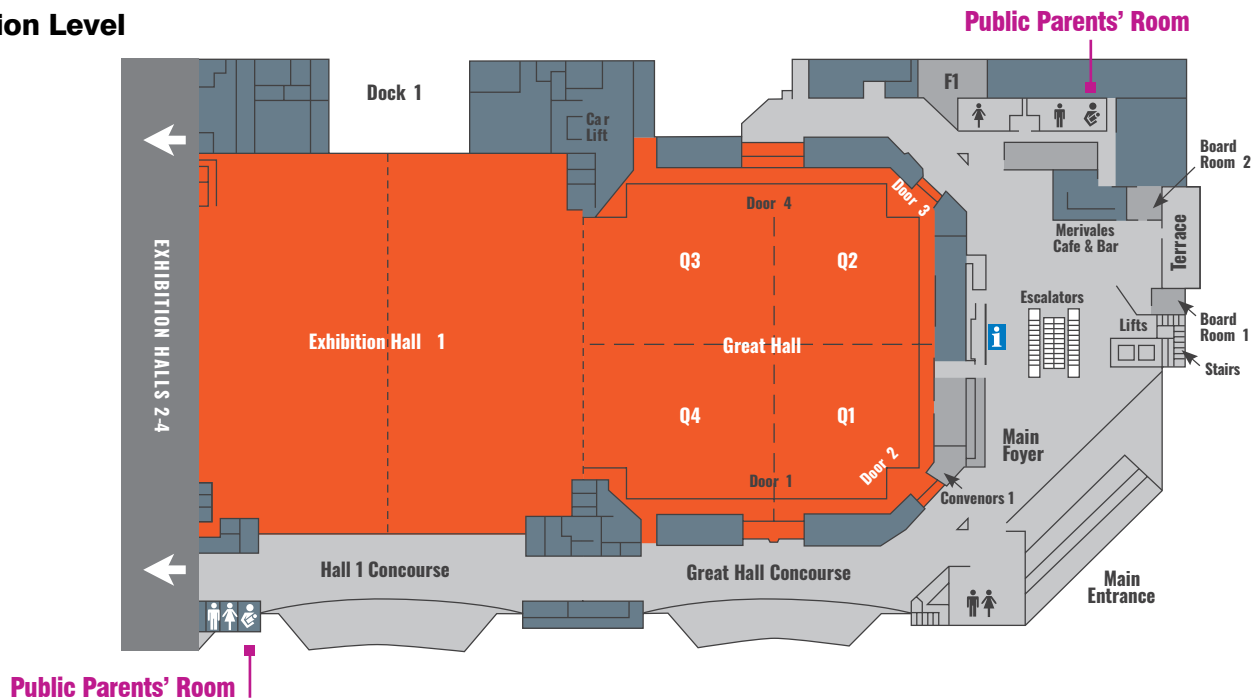 ion Level
Public Parents' Room
Dock 1
F1
Car
Lift
Board
Room 2
Door 4
Door 3
Merivales
Cafe & Bar
Terrace
EXHIBITION HALLS 2-4
Q3
Q2
Escalators
Exhibition Hall 1
Great Hall
i
Lifts
Board
Room 1
Stairs
Q4
Q1
Main
Foyer
Door 2
Door 1
Convenors 1
Hall 1 Concourse
Great Hall Concourse
Main
Entrance
Public Parents' Room